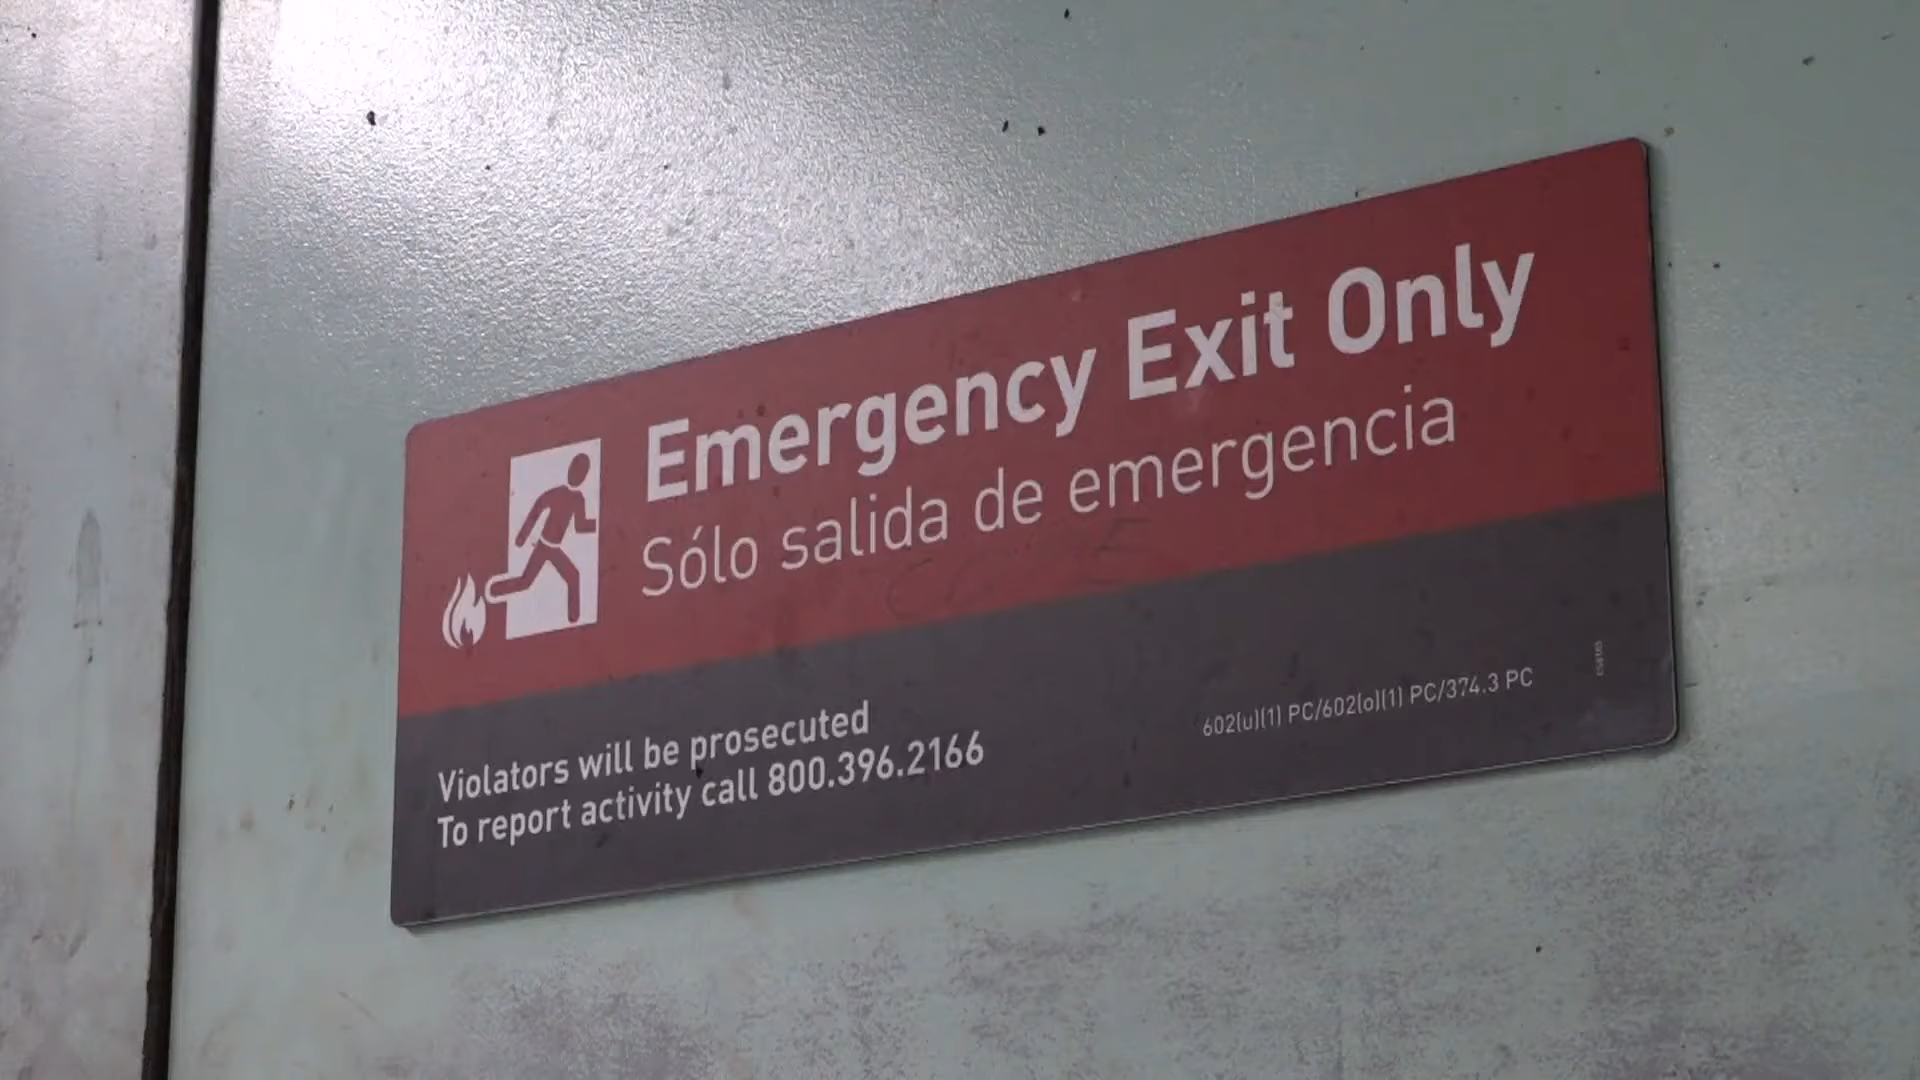 Emergency Exit Only
Sólo salida de emergencia
Violators will be prosecuted
To report activity call 800.396.2166
602(u)(1) PC/602(o)(1) PC/374.3 PC